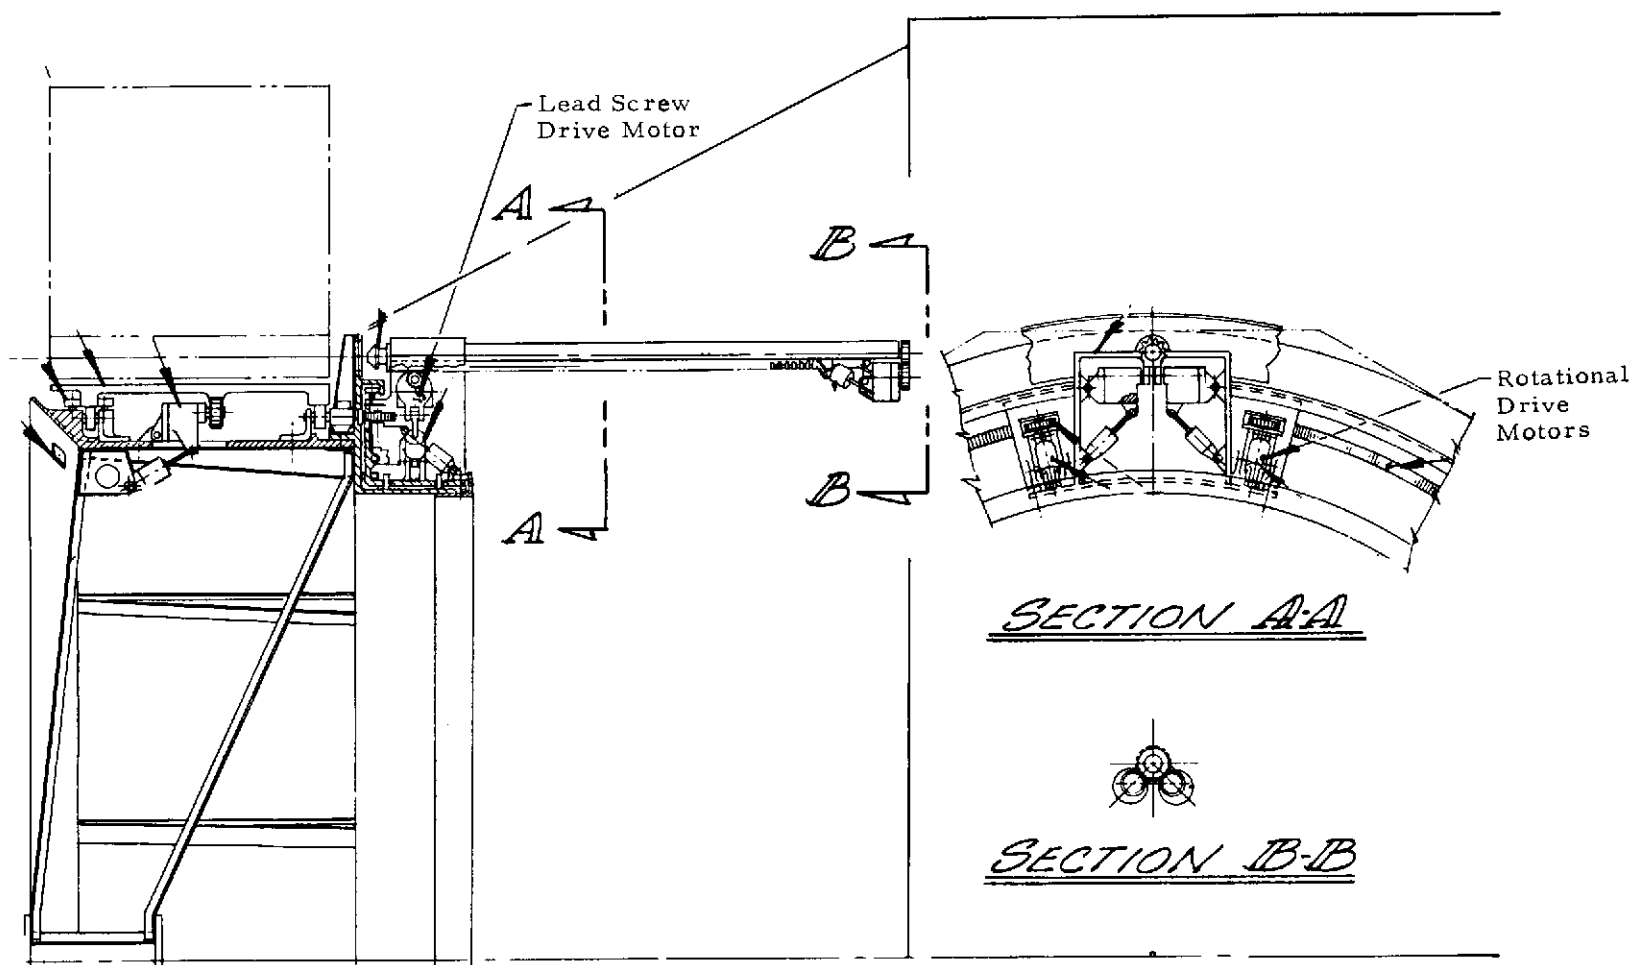 Lead Screw
Drive Motor
A
B
A
B
Rotational
Drive
Motors
SECTION A-A
SECTION B-B